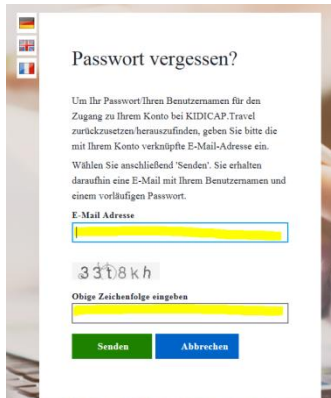 Passwort vergessen?
Um Ihr Passwort/Ihren Benutzernamen für den
Zugang zu Ihrem Konto bei KIDICAP.Travel
zurückzusetzen/herauszufinden, geben Sie bitte die
mit Ihrem Konto verknüpfte E-Mail-Adresse ein.
Wählen Sie anschließend 'Senden'. Sie erhalten
daraufhin eine E-Mail mit Ihrem Benutzernamen und
einem vorläufigen Passwort.
E-Mail Adresse
33t8kh
Obige Zeichenfolge eingeben
Senden Abbrechen